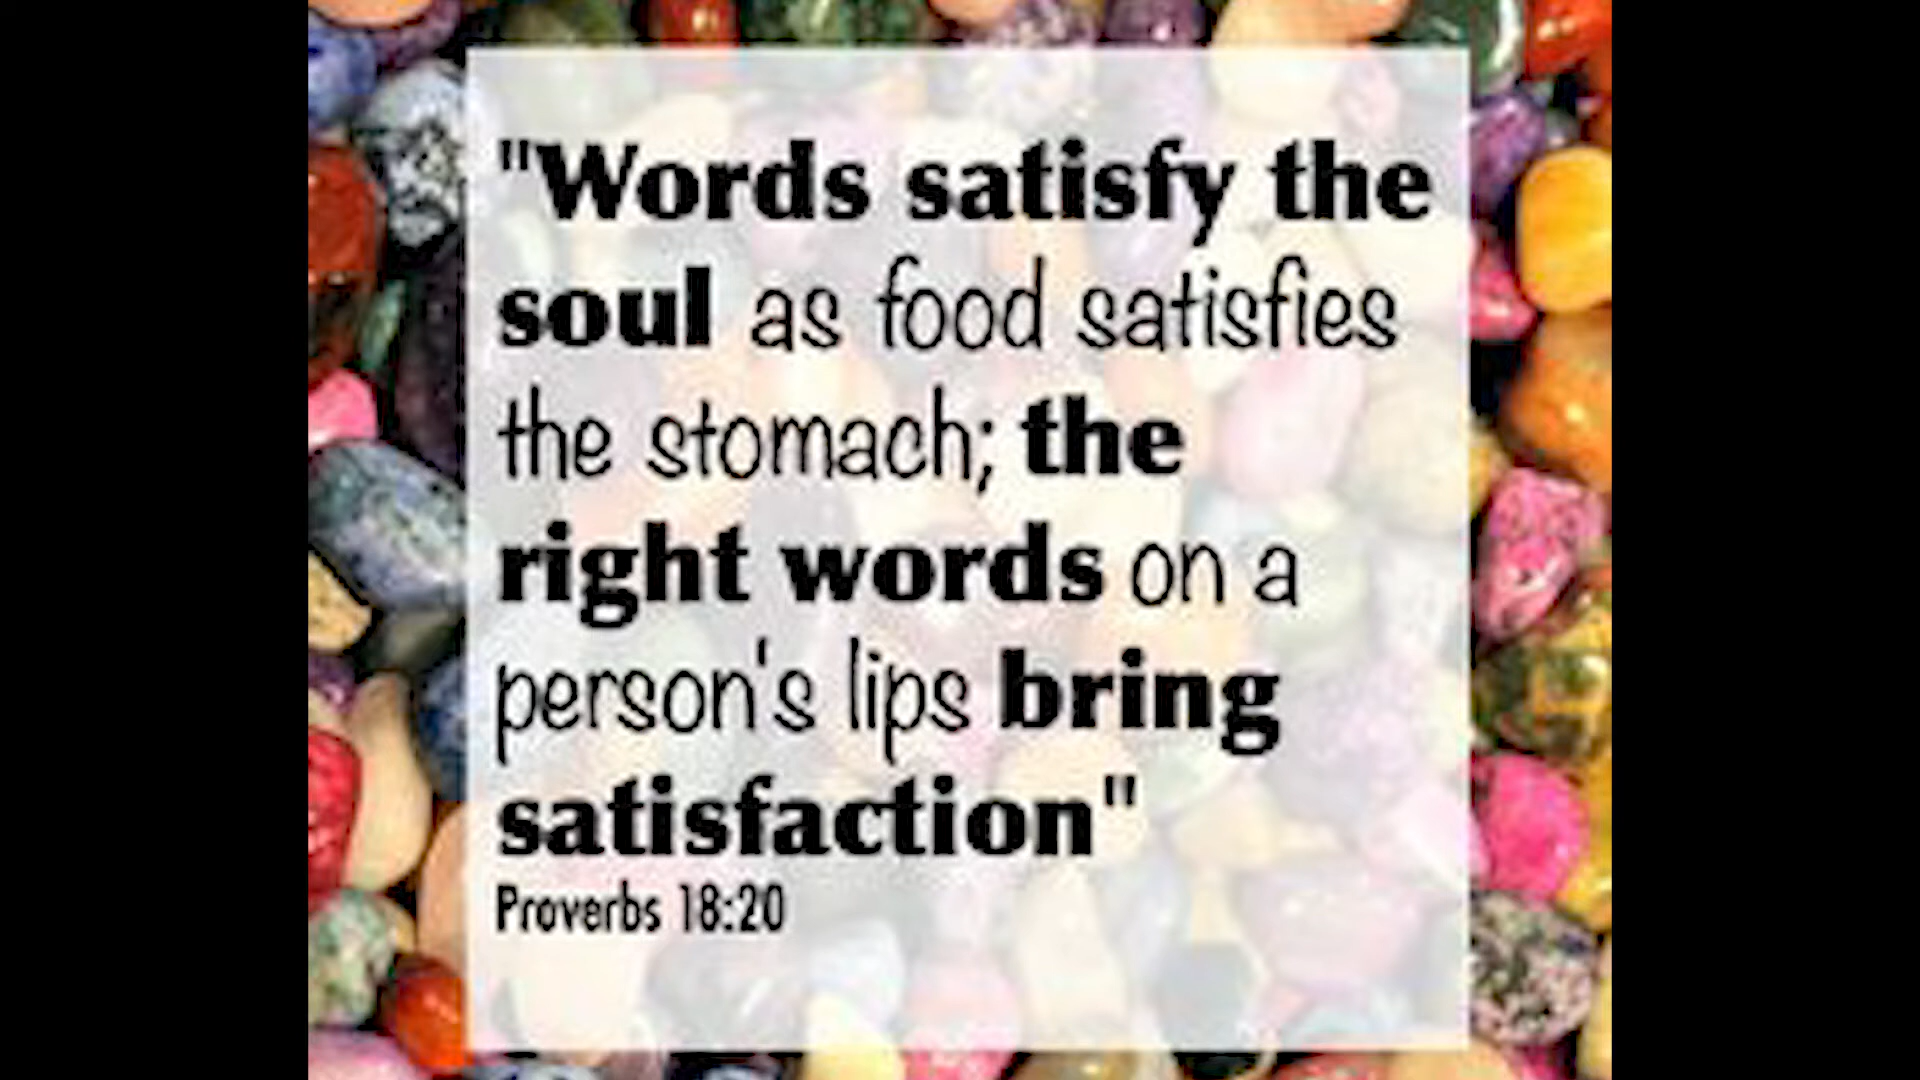 "Words satisfy the
soul as food satisfies
the stomach; the
right words on a
person's lips bring
satisfaction"
Proverbs 18:20